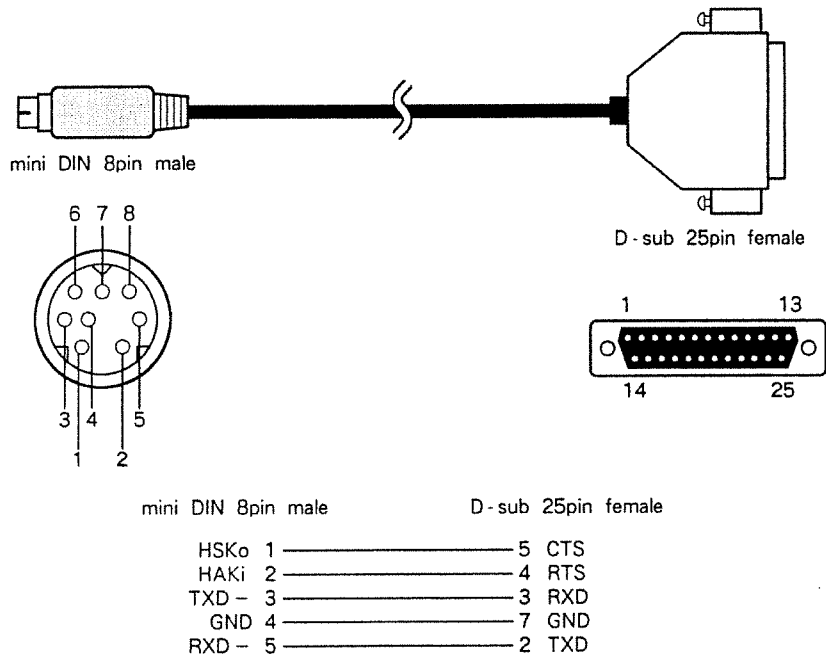 mini DIN 8pin male
D-sub 25pin female
6 7 8
3 4 5
1 2
1 13
14 25
mini DIN 8pin male D-sub 25pin female
HSKo 1 5 CTS
HAKi 2 4 RTS
TXD- 3 3 RXD
GND 4 7 GND
RXD- 5 2 TXD